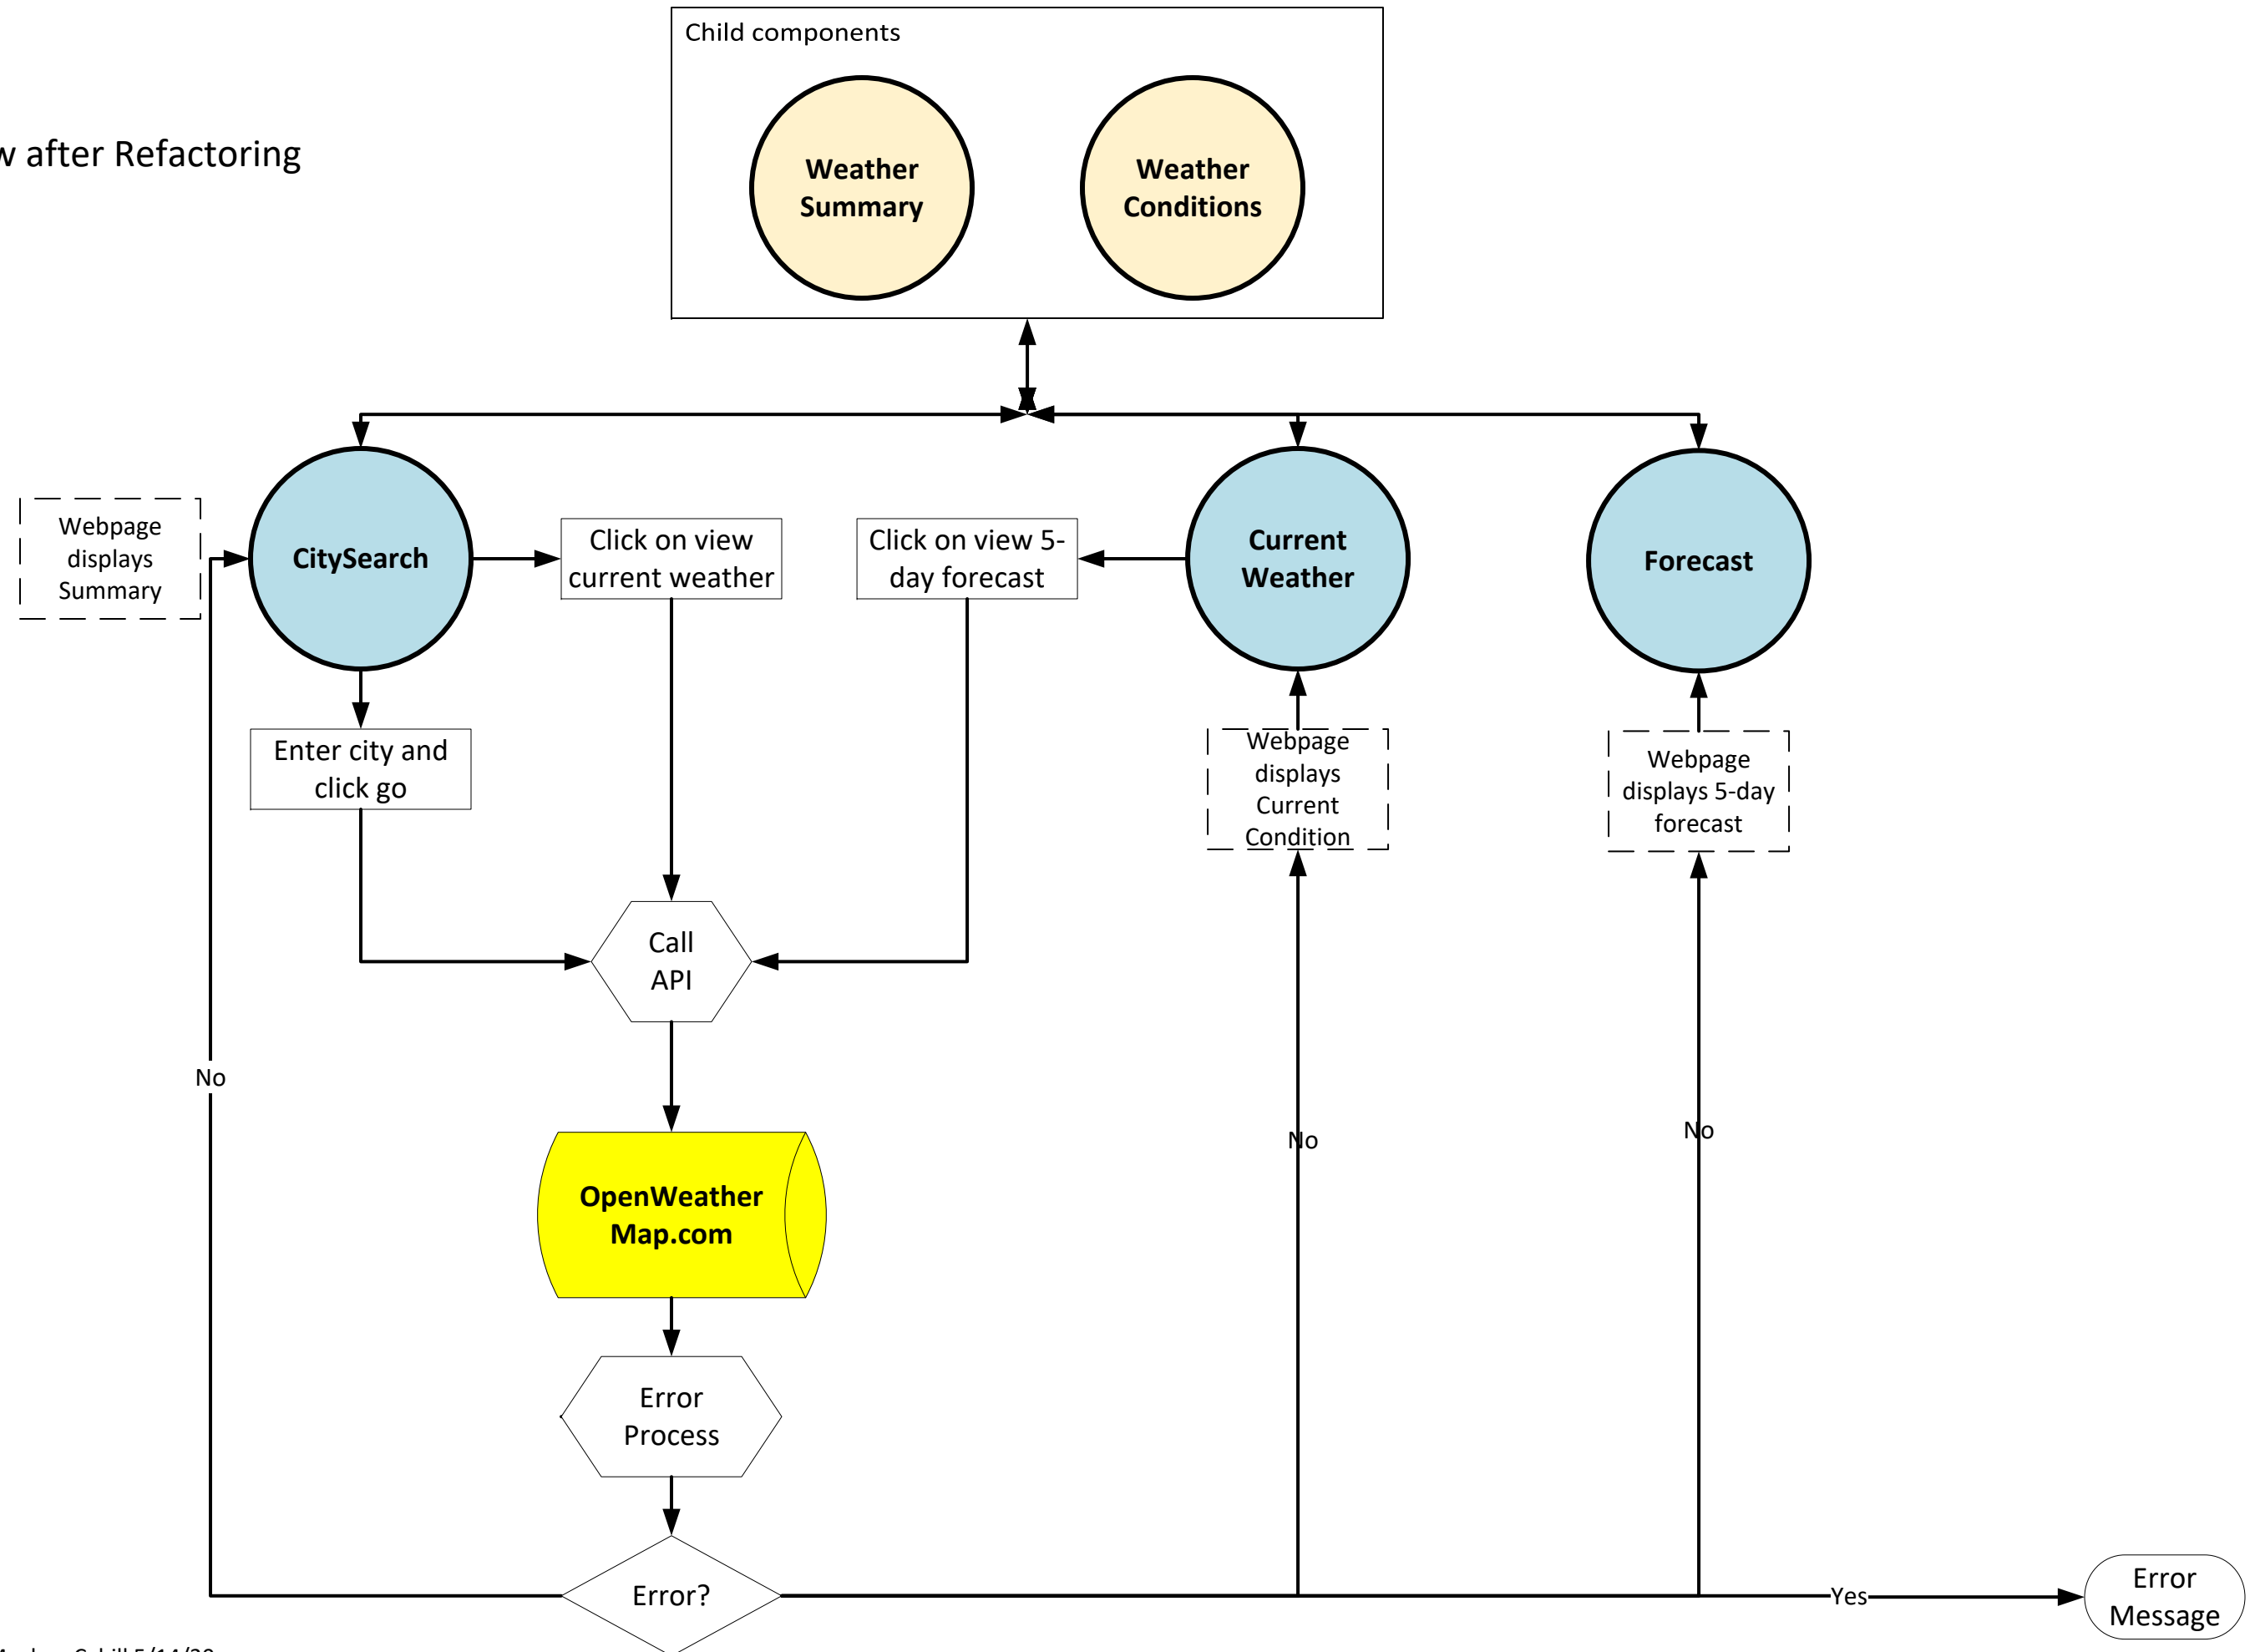 Child components
Weather
Summary
Weather
Conditions
after Refactoring
Webpage
displays
Summary
CitySearch
Click on view
current weather
Click on view 5-
day forecast
Current
Weather
Forecast
Enter city and
click go
Webpage
displays
Current
Condition
Webpage
displays 5-day
forecast
Call
API
No
No
No
OpenWeather
Map.com
Error
Process
Error?
Yes
Error
Message